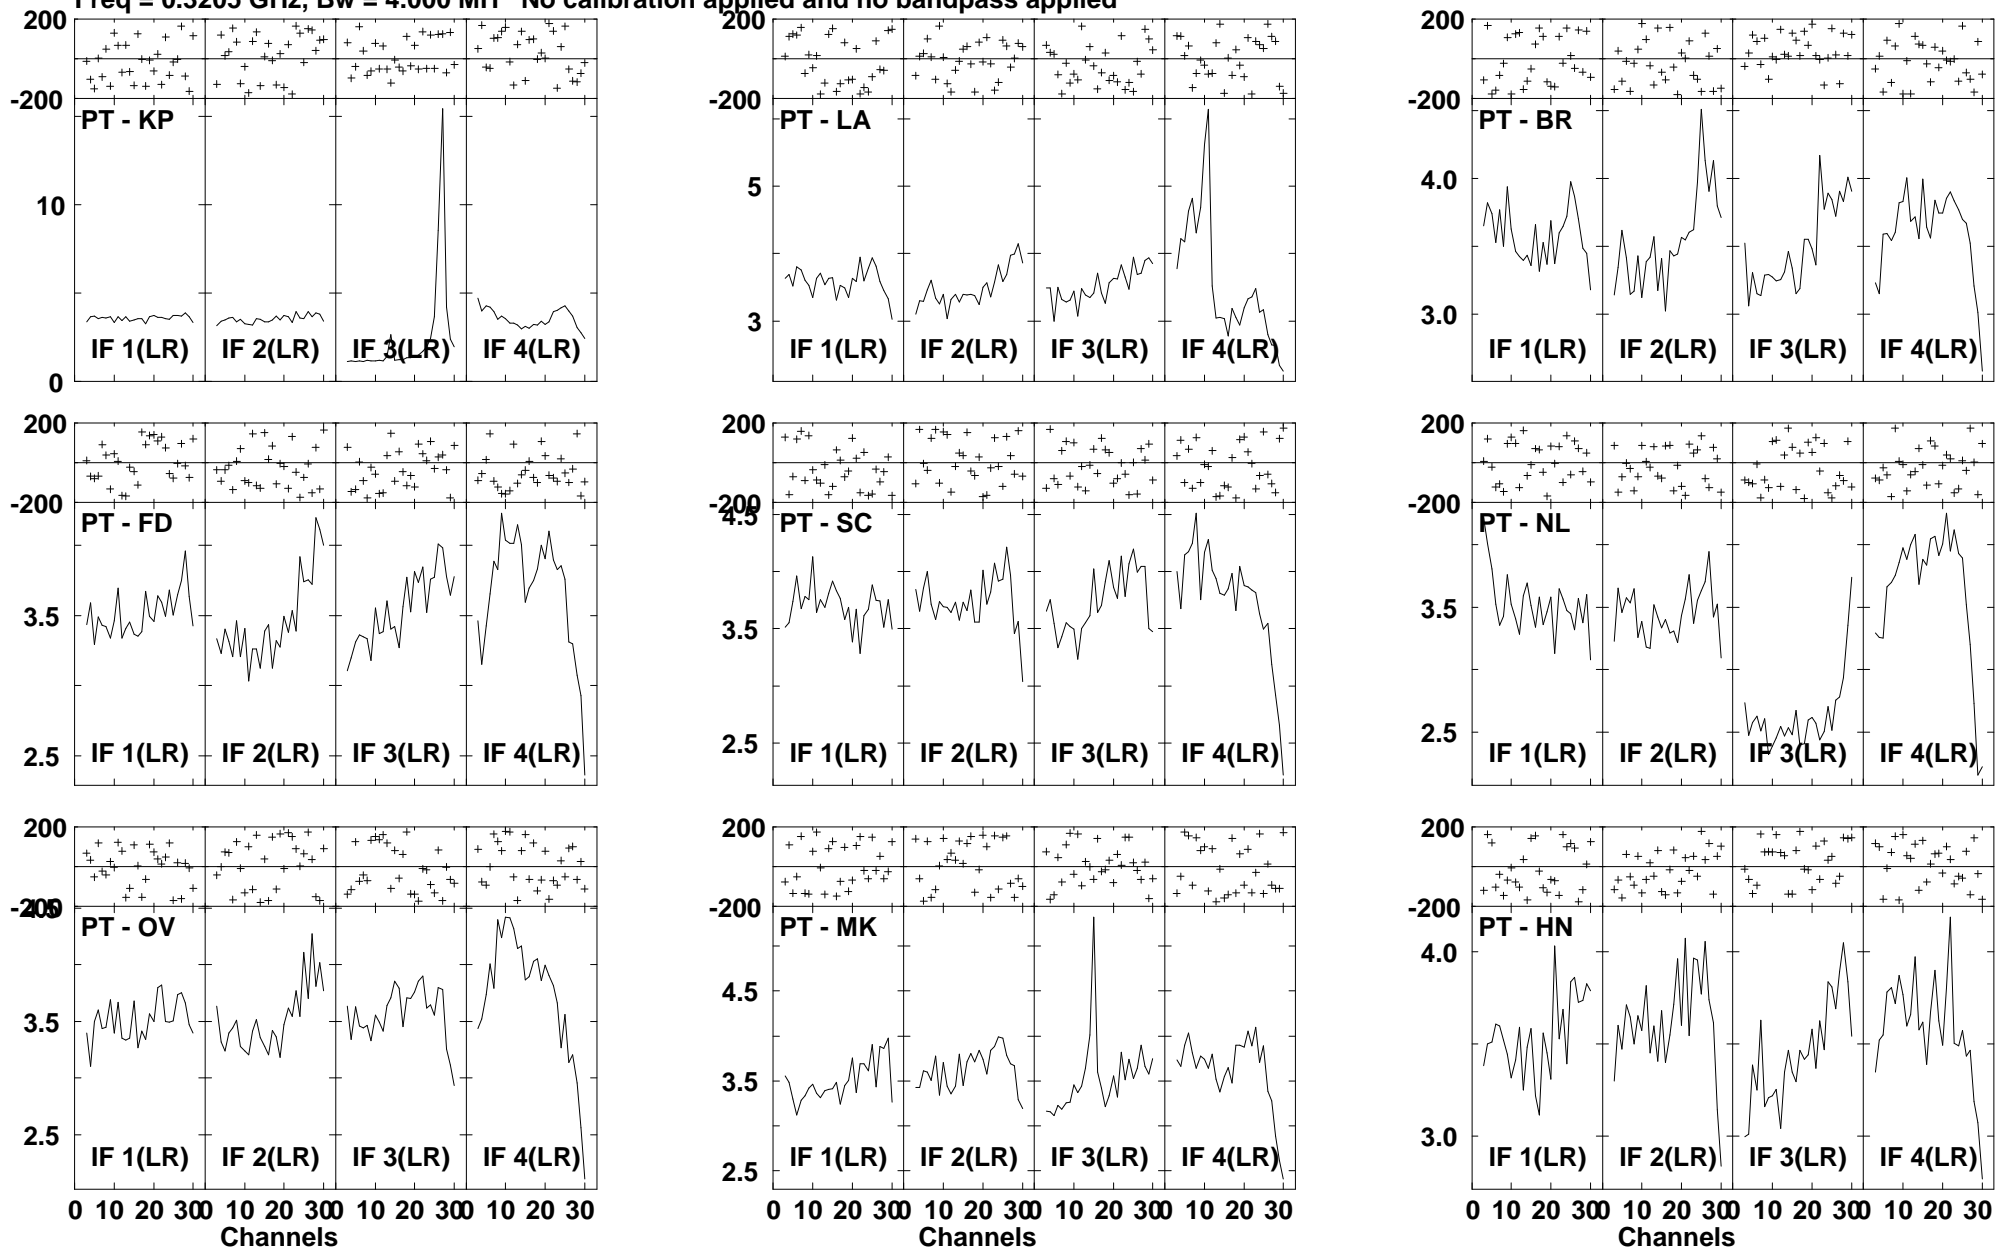 Freq = 0.3205 GHz, Bw = 4.000 MH No calibration applied and no bandpass applied
200 200 200
-200 -200 -200
PT - KP PT - LA PT - BR
10 5 4.0
3 3.0
IF 1(LR) IF 2(LR) IF 3(LR) IF 4(LR) IF 1(LR) IF 2(LR) IF 3(LR) IF 4(LR) IF 1(LR) IF 2(LR) IF 3(LR) IF 4(LR)
0
200 200 200
-200 -200 -200
4.5
PT - FD PT - SC PT - NL
3.5 3.5 3.5
2.5 2.5 2.5
IF 1(LR) IF 2(LR) IF 3(LR) IF 4(LR) IF 1(LR) IF 2(LR) IF 3(LR) IF 4(LR) IF 1(LR) IF 2(LR) IF 3(LR) IF 4(LR)
200 200 200
-200 -200 -200
4.5
PT - OV PT - MK PT - HN
3.5 4.5 4.0
3.5
2.5 2.5 3.0
IF 1(LR) IF 2(LR) IF 3(LR) IF 4(LR) IF 1(LR) IF 2(LR) IF 3(LR) IF 4(LR) IF 1(LR) IF 2(LR) IF 3(LR) IF 4(LR)
0 10 20 30 0 10 20 30 0 10 20 30 0 10 20 30 0 10 20 30 0 10 20 30 0 10 20 30 0 10 20 30 0 10 20 30 0 10 20 30 0 10 20 30 0 10 20 30
Channels Channels Channels